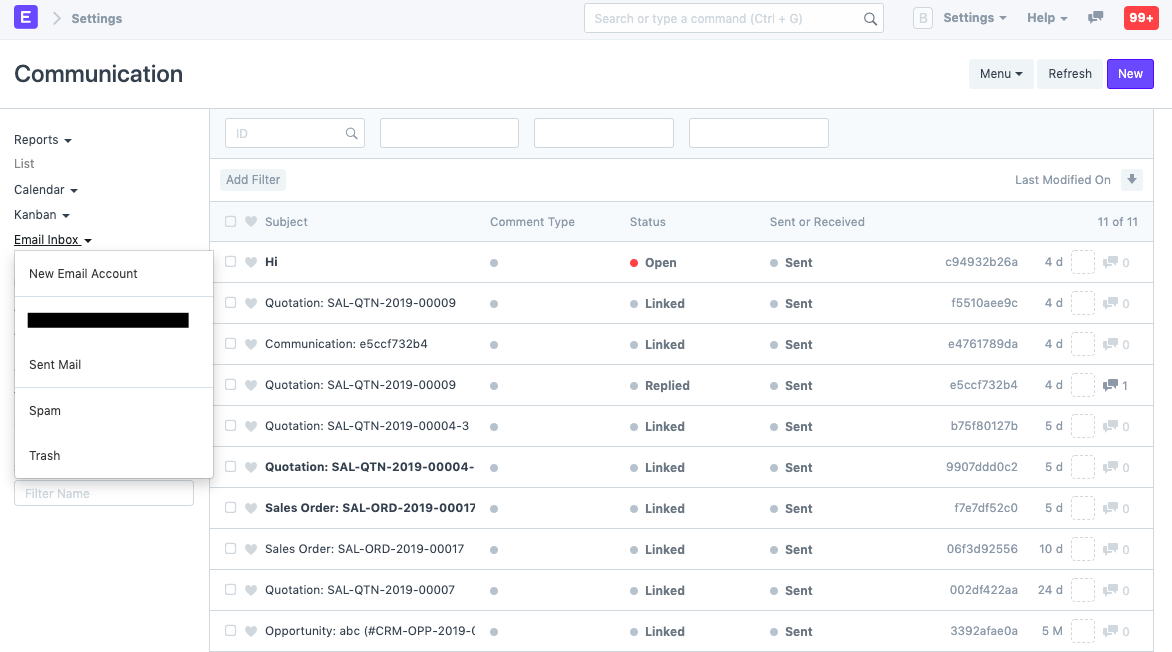 E Settings Search or type a command (Ctrl + G) B Settings Help 99+
Communication Menu Refresh New
Reports
List
Calendar
Kanban
Email Inbox
New Email Account
Sent Mail
Spam
Trash
Filter Name
ID
Add Filter Last Modified On
Subject Comment Type Status Sent or Received 11 of 11
Hi Open Sent c94932b26a 4 d 0
Quotation: SAL-QTN-2019-00009 Linked Sent f5510aee9c 4 d 0
Communication: e5ccf732b4 Linked Sent e4761789da 4 d 0
Quotation: SAL-QTN-2019-00009 Replied Sent e5ccf732b4 4 d 1
Quotation: SAL-QTN-2019-00004-3 Linked Sent b75f80127b 5 d 0
Quotation: SAL-QTN-2019-00004- Linked Sent 9907ddd0c2 5 d 0
Sales Order: SAL-ORD-2019-00017 Linked Sent f7e7df52c0 5 d 0
Sales Order: SAL-ORD-2019-00017 Linked Sent 06f3d92556 10 d 0
Quotation: SAL-QTN-2019-00007 Linked Sent 002df422aa 24 d 0
Opportunity: abc (#CRM-OPP-2019-0 Linked Sent 3392afae0a 5 M 0